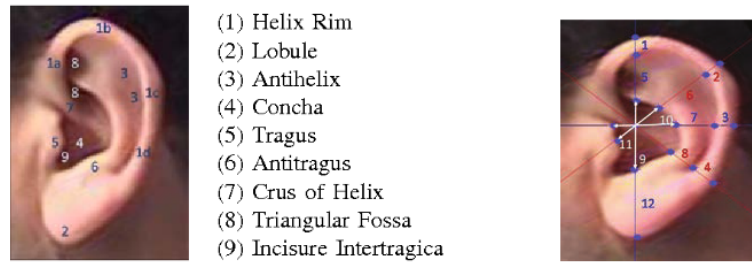 1b
1a
8
3
8
3
1c
7
5
4
9
6
1d
2
(1) Helix Rim
(2) Lobule
(3) Antihelix
(4) Concha
(5) Tragus
(6) Antitragus
(7) Crus of Helix
(8) Triangular Fossa
(9) Incisure Intertragica
1
2
5
6
10
7
3
11
8
9
4
12